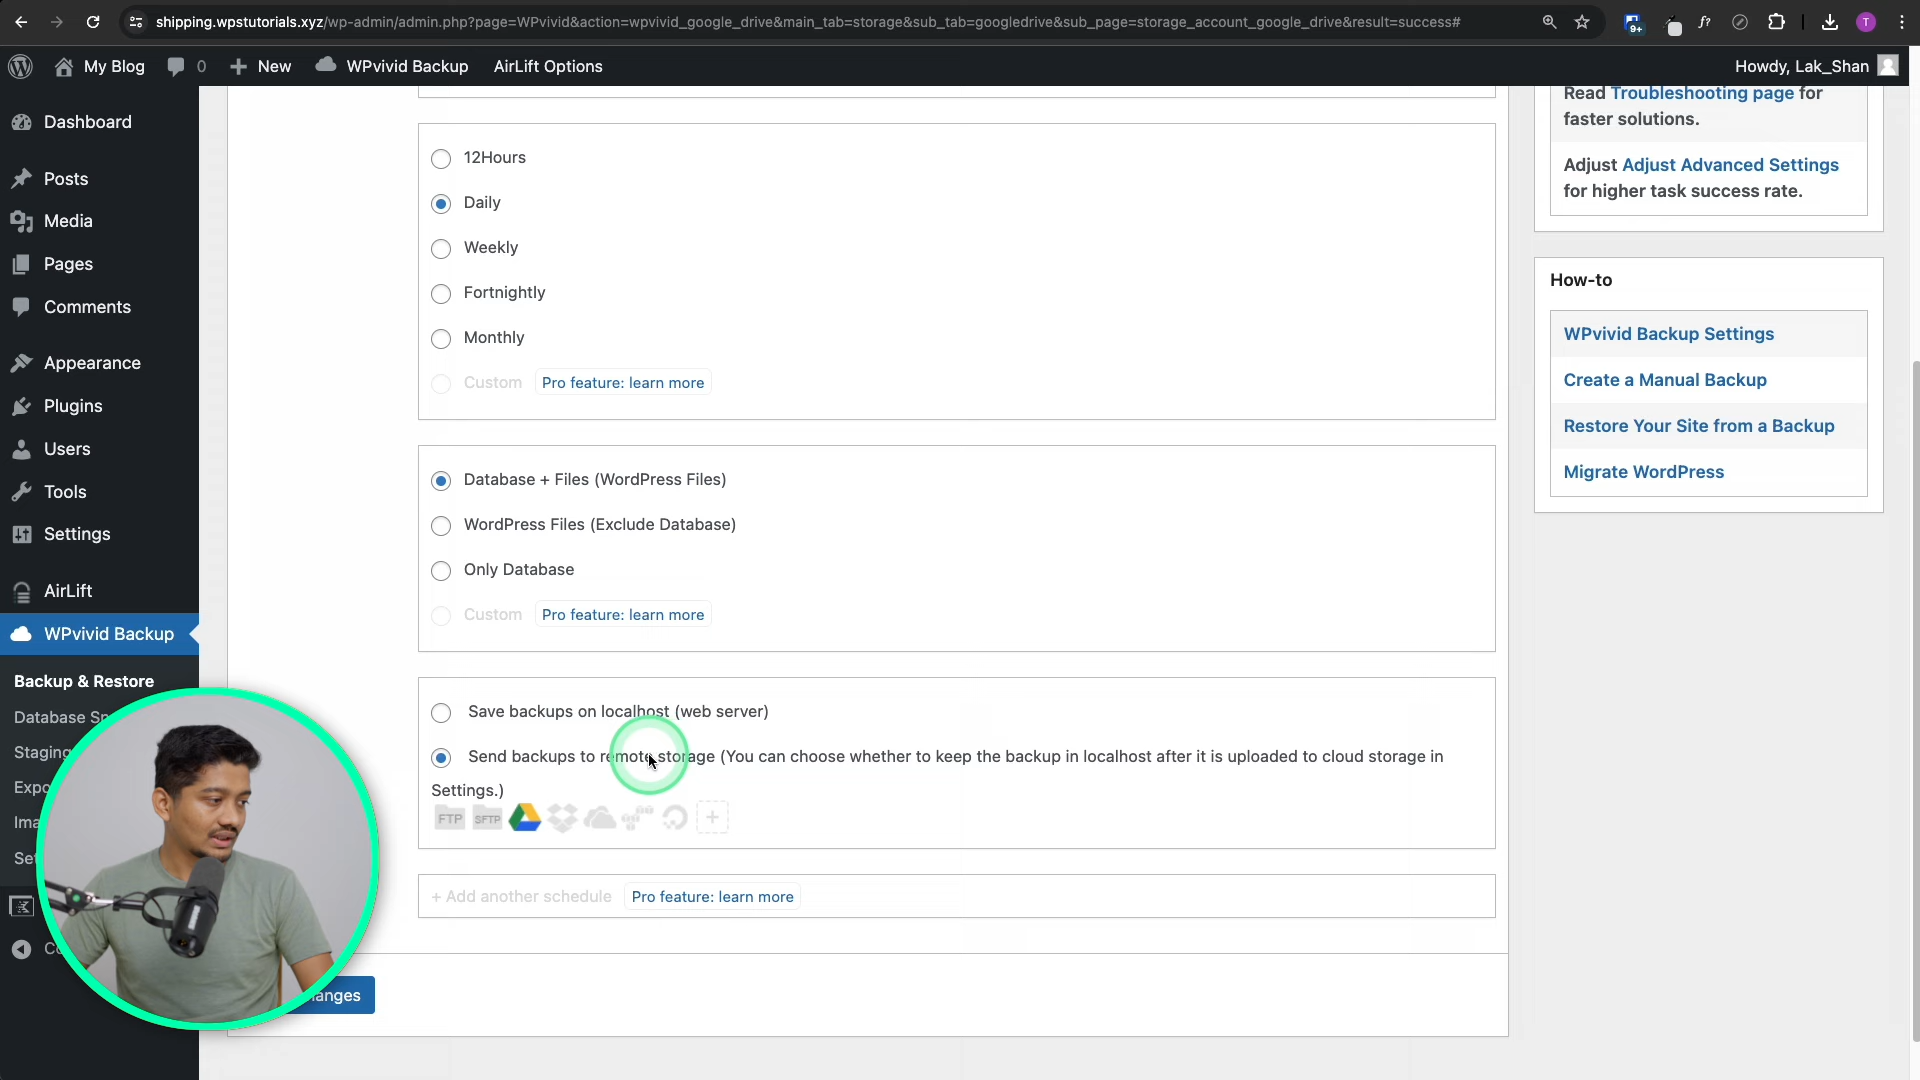 shipping.wpstutorials.xyz/wp-admin/admin.php?page=WPvivid&action=wpvivid_google_drive&main_tab=storage&sub_tab=googledrive&sub_page=storage_account_google_drive&result=success#
9+
f?
T
My Blog
0
New
WPvivid Backup
AirLift Options
Howdy, Lak_Shan
Dashboard
Posts
Media
Pages
Comments
Appearance
Plugins
Users
Tools
Settings
AirLift
WPvivid Backup
Backup & Restore
Database
Staging
12Hours
Daily
Weekly
Fortnightly
Monthly
Custom Pro feature: learn more
Database + Files (WordPress Files)
WordPress Files (Exclude Database)
Only Database
Custom Pro feature: learn more
Save backups on localhost (web server)
Send backups to remote storage (You can choose whether to keep the backup in localhost after it is uploaded to cloud storage in
Settings.)
FTP SFTP
+ Add another schedule Pro feature: learn more
Read Troubleshooting page for
faster solutions.
Adjust Adjust Advanced Settings
for higher task success rate.
How-to
WPvivid Backup Settings
Create a Manual Backup
Restore Your Site from a Backup
Migrate WordPress